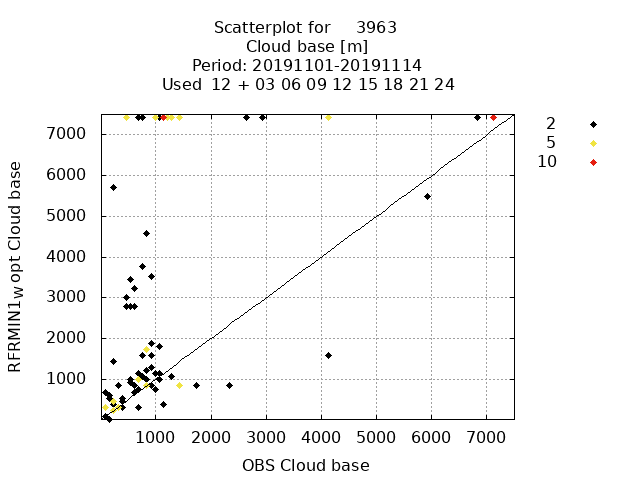 Scatterplot for 3963
Cloud base [m]
Period: 20191101-20191114
Used 12 + 03 06 09 12 15 18 21 24
2
5
10
7000
6000
5000
4000
3000
2000
1000
RFRMIN1w opt Cloud base
1000 2000 3000 4000 5000 6000 7000
OBS Cloud base